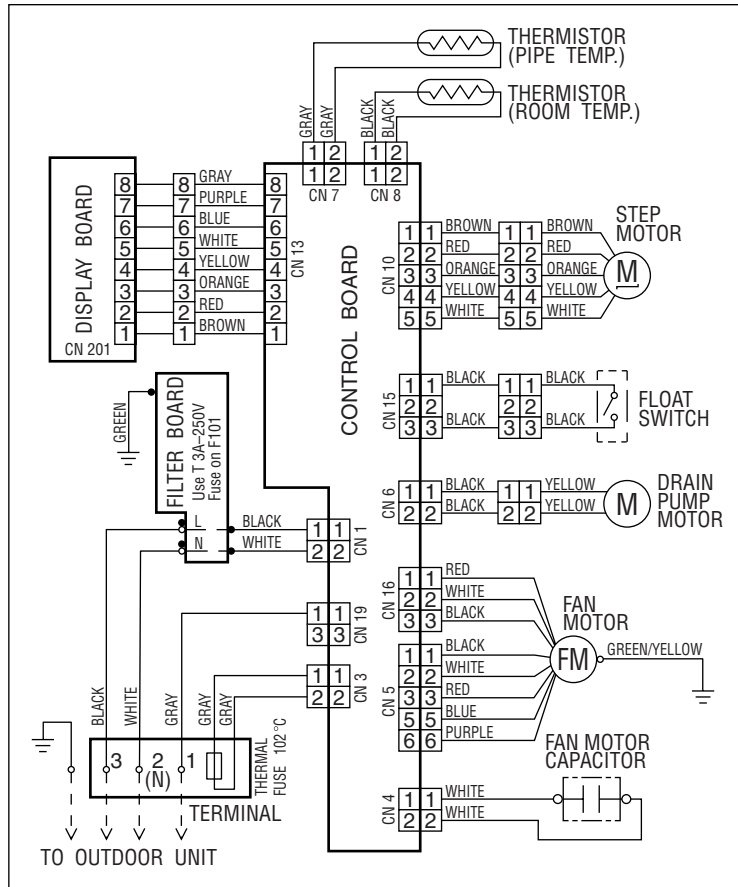 THERMISTOR
(PIPE TEMP.)
THERMISTOR
(ROOM TEMP.)
GRAY
GRAY
BLACK
BLACK
1 2
1 2
CN 7
1 2
1 2
CN 8
DISPLAY BOARD
CN 201
8 8 GRAY 8
7 7 PURPLE 7
6 6 BLUE 6
5 5 WHITE 5
4 4 YELLOW 4
3 3 ORANGE 3
2 2 RED 2
1 1 BROWN 1
CN 13
CONTROL BOARD
CN 10
1 1 BROWN 1 1 BROWN
2 2 RED 2 2 RED
3 3 ORANGE 3 3 ORANGE
4 4 YELLOW 4 4 YELLOW
5 5 WHITE 5 5 WHITE
STEP
MOTOR
M
CN 15
1 1 BLACK 1 1 BLACK
2 2 2 2
3 3 BLACK 3 3 BLACK
FLOAT
SWITCH
GREEN
FILTER BOARD
Use T 3A–250V
Fuse on F101
L
N
BLACK
WHITE
1 1
2 2
CN 1
CN 6
1 1 BLACK 1 1 YELLOW
2 2 BLACK 2 2 YELLOW
M
DRAIN
PUMP
MOTOR
CN 16
1 1 RED
2 2 WHITE
3 3 BLACK
FAN
MOTOR
FM
GREEN/YELLOW
1 1
3 3
CN 19
1 1
2 2
CN 3
CN 5
1 1 BLACK
2 2 WHITE
3 3 RED
5 5 BLUE
6 6 PURPLE
BLACK
WHITE
GRAY
GRAY
GRAY
3 2 1
(N)
THERMAL
FUSE 102 °C
TERMINAL
TO OUTDOOR UNIT
FAN MOTOR
CAPACITOR
CN 4
1 1 WHITE
2 2 WHITE